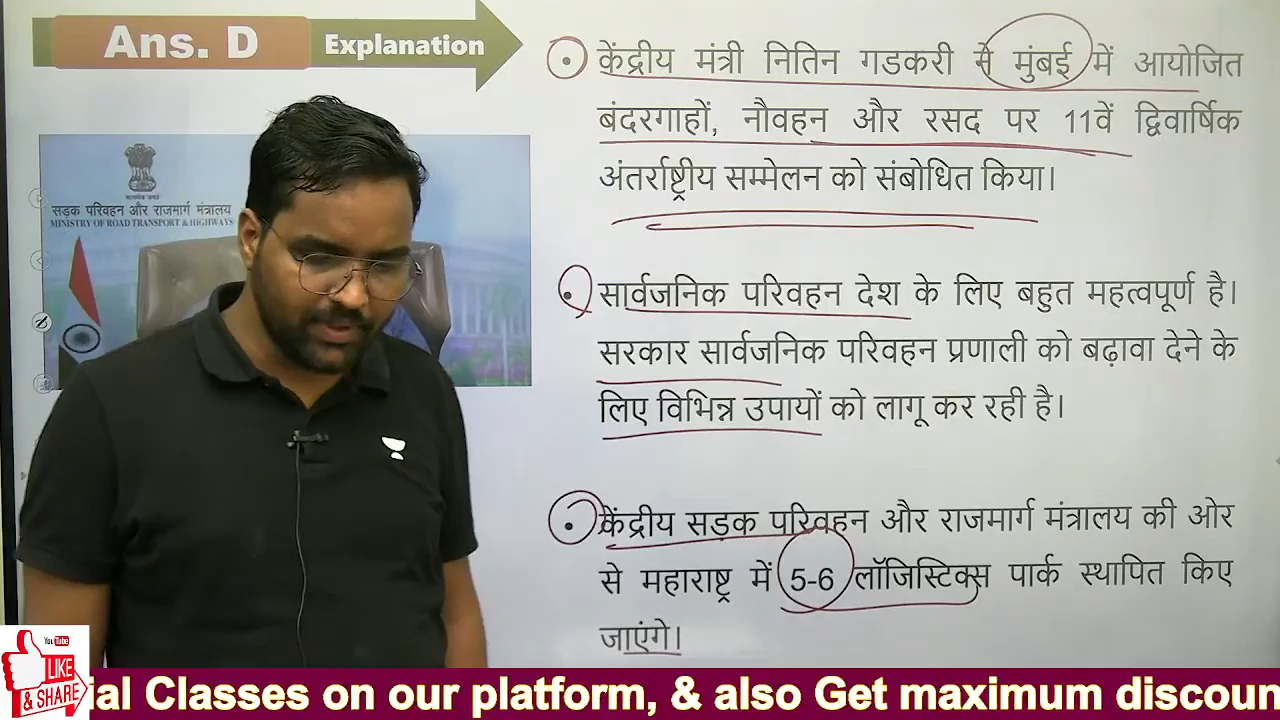 Ans. D
Explanation
केंद्रीय मंत्री नितिन गडकरी ने मुंबई में आयोजित
बंदरगाहों, नौवहन और रसद पर 11वें द्विवार्षिक
अंतर्राष्ट्रीय सम्मेलन को संबोधित किया।
सार्वजनिक परिवहन देश के लिए बहुत महत्वपूर्ण है।
सरकार सार्वजनिक परिवहन प्रणाली को बढ़ावा देने के
लिए विभिन्न उपायों को लागू कर रही है।
केंद्रीय सड़क परिवहन और राजमार्ग मंत्रालय की ओर
से महाराष्ट्र में 5-6 लॉजिस्टिक्स पार्क स्थापित किए
जाएंगे।
सड़क परिवहन और राजमार्ग मंत्रालय
MINISTRY OF ROAD TRANSPORT & HIGHWAYS
You Tube
LIKE
& SHARE
ial Classes on our platform, & also Get maximum discoun